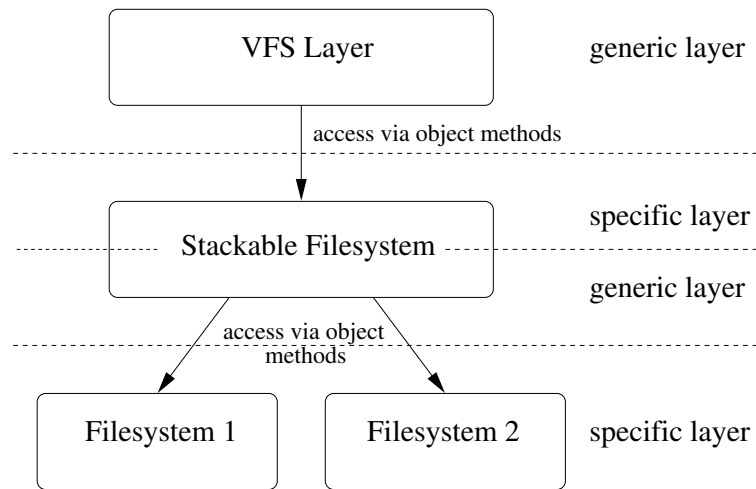 VFS Layer
generic layer
access via object methods
specific layer
Stackable Filesystem
generic layer
access via object
methods
Filesystem 1
Filesystem 2
specific layer